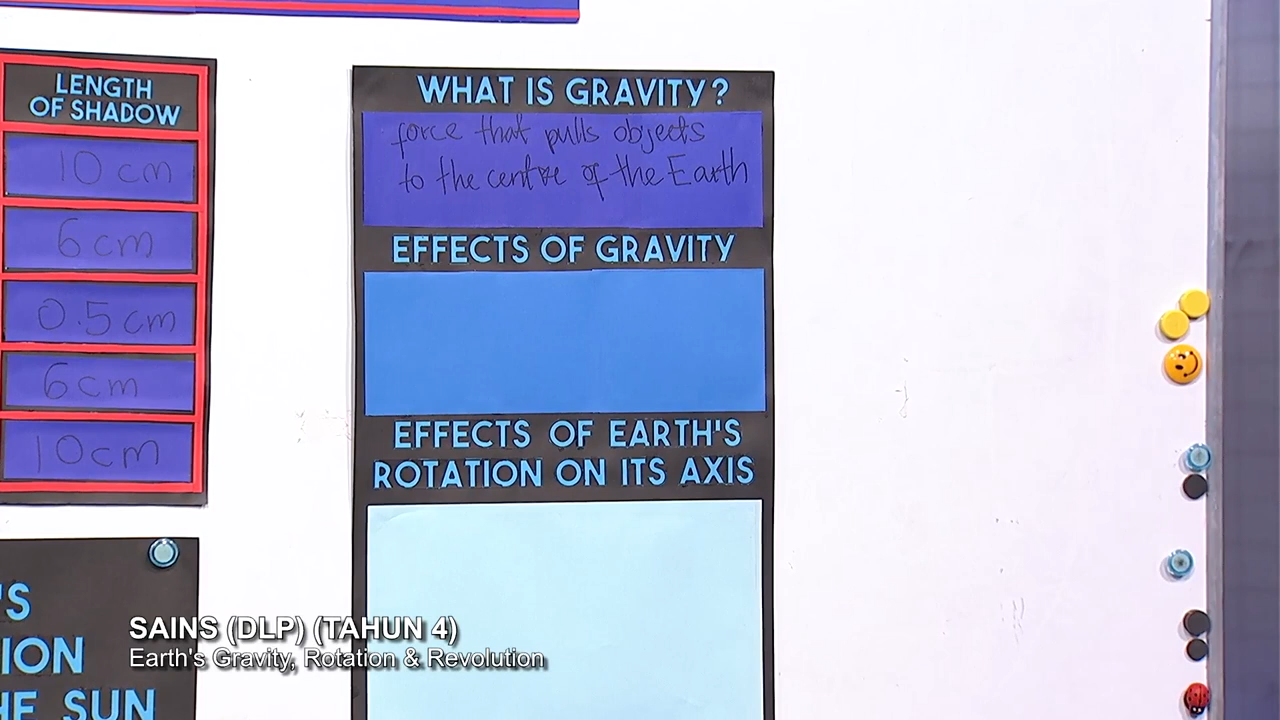 LENGTH
OF SHADOW
10 cm
6 cm
0.5 cm
6 cm
10 cm
WHAT IS GRAVITY?
force that pulls objects
to the centre of the Earth
EFFECTS OF GRAVITY
EFFECTS OF EARTH'S
ROTATION ON ITS AXIS
'S
ION
HE SUN
SAINS (DLP) (TAHUN 4)
Earth's Gravity, Rotation & Revolution